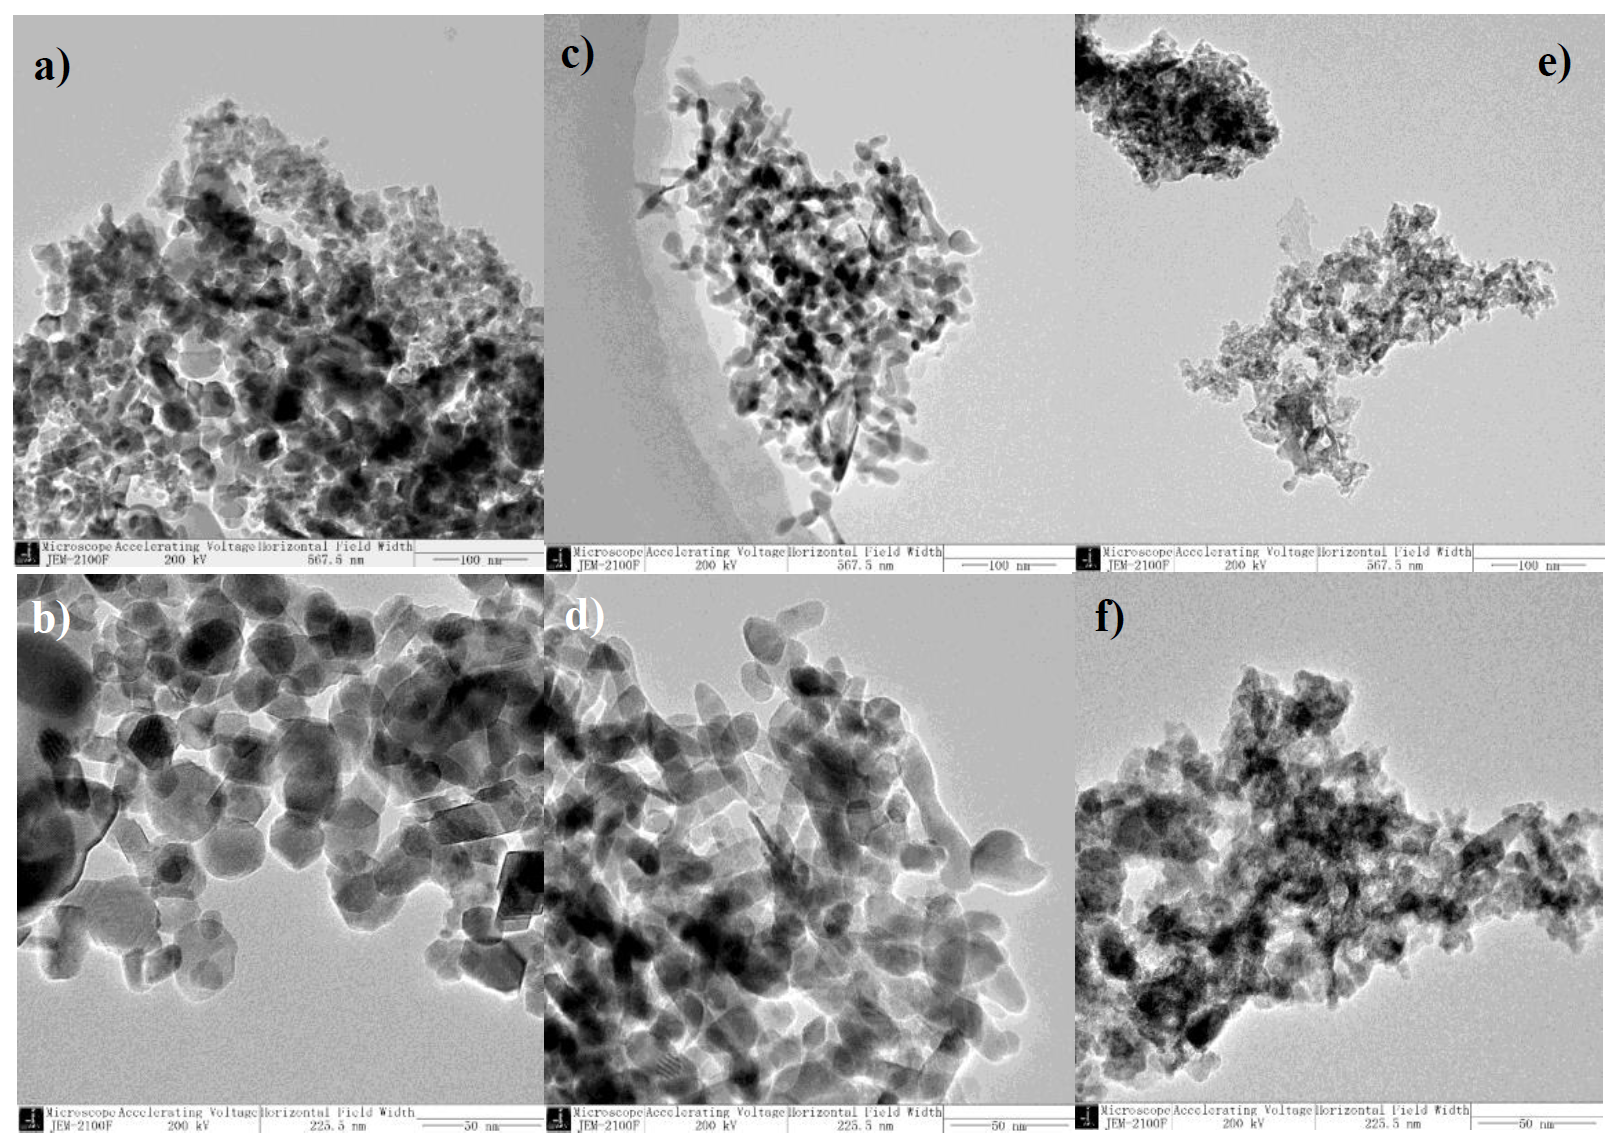 a)
c)
e)
Microscope Accelerating Voltage Horizontal Field Width
JEM-2100F 200 kV 567.5 nm 100 nm
Microscope Accelerating Voltage Horizontal Field Width
JEM-2100F 200 kV 567.5 nm 100 nm
Microscope Accelerating Voltage Horizontal Field Width
JEM-2100F 200 kV 567.5 nm 100 nm
b)
d)
f)
Microscope Accelerating Voltage Horizontal Field Width
JEM-2100F 200 kV 225.5 nm 50 nm
Microscope Accelerating Voltage Horizontal Field Width
JEM-2100F 200 kV 225.5 nm 50 nm
Microscope Accelerating Voltage Horizontal Field Width
JEM-2100F 200 kV 225.5 nm 50 nm